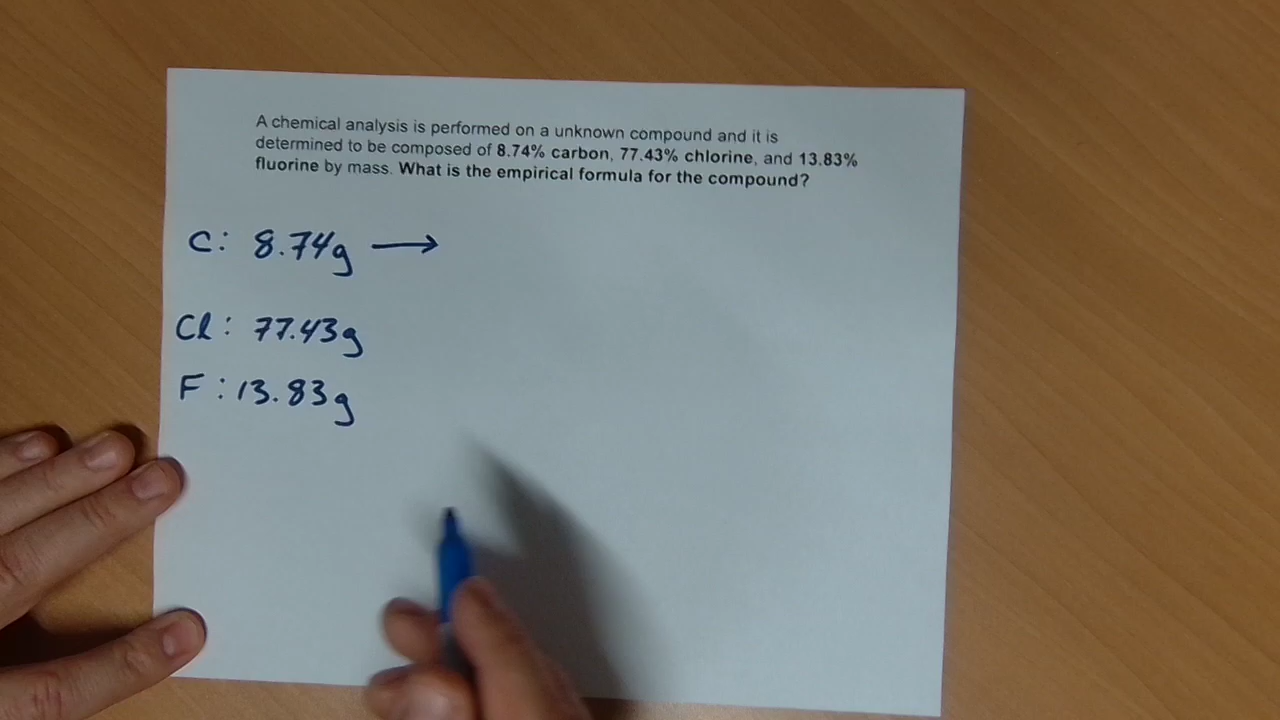 A chemical analysis is performed on a unknown compound and it is
determined to be composed of 8.74% carbon, 77.43% chlorine, and 13.83%
fluorine by mass. What is the empirical formula for the compound?
C: 8.74g →
Cl: 77.43g
F: 13.83g